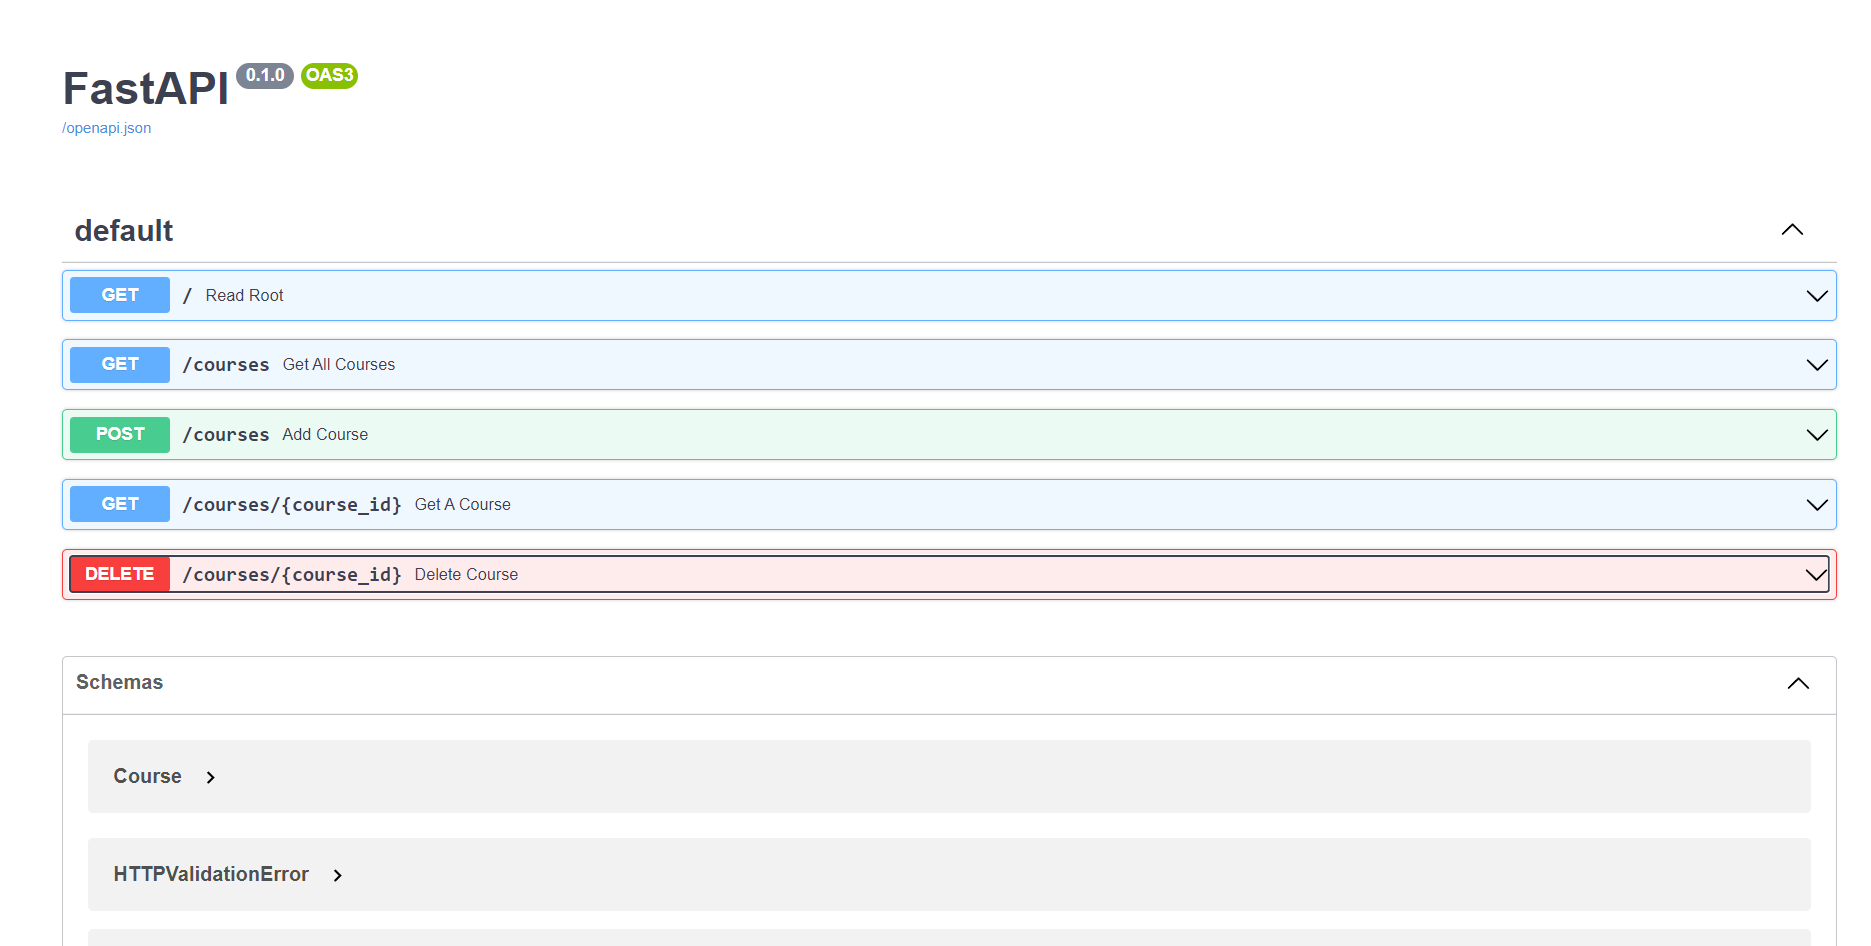 FastAPI 0.1.0 OAS3
/openapi.json
default
GET / Read Root
GET /courses Get All Courses
POST /courses Add Course
GET /courses/{course_id} Get A Course
DELETE /courses/{course_id} Delete Course
Schemas
Course
HTTPValidationError